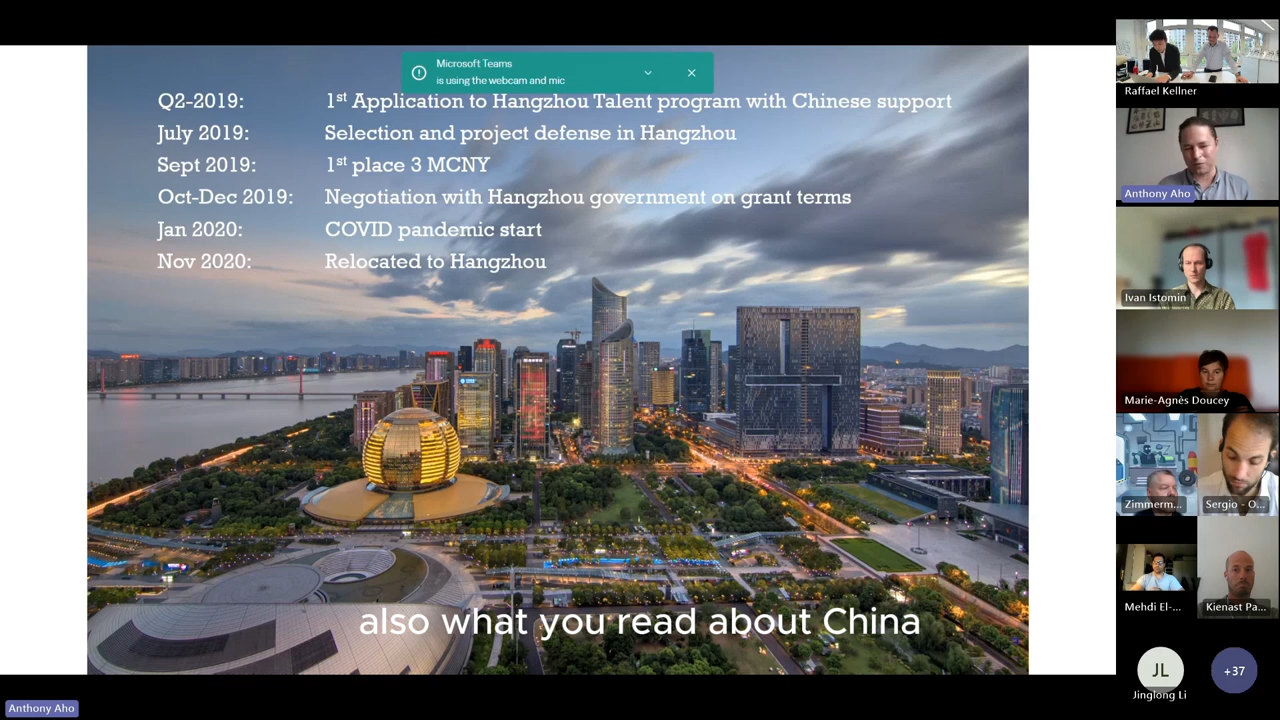 Microsoft Teams
is using the webcam and mic
Q2-2019: 1st Application to Hangzhou Talent program with Chinese support
July 2019: Selection and project defense in Hangzhou
Sept 2019: 1st place 3 MCNY
Oct-Dec 2019: Negotiation with Hangzhou government on grant terms
Jan 2020: COVID pandemic start
Nov 2020: Relocated to Hangzhou
also what you read about China
Anthony Aho
Raffael Kellner
Anthony Aho
Ivan Istomin
Marie-Agnès Doucey
Zimmerm...
Sergio - O...
Mehdi El-...
Kienast Pa...
JL
Jinglong Li
+37